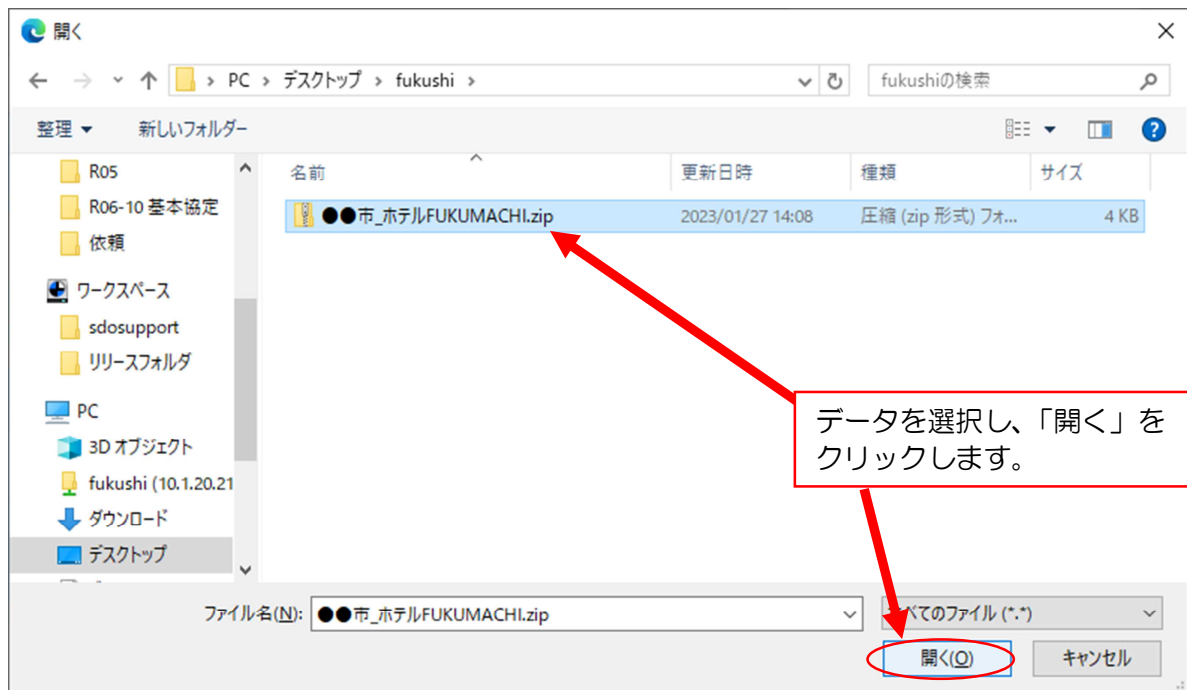 開く
PC > デスクトップ > fukushi >
fukushiの検索
整理
新しいフォルダー
名前
更新日時
種類
サイズ
R05
R06-10 基本協定
依頼
ワークスペース
sdosupport
リリースフォルダ
PC
3D オブジェクト
fukushi (10.1.20.21
ダウンロード
デスクトップ
●●市_ホテルFUKUMACHI.zip
2023/01/27 14:08
圧縮 (zip 形式) フォ...
4 KB
データを選択し、「開く」を
クリックします。
ファイル名(N):
●●市_ホテルFUKUMACHI.zip
すべてのファイル (*.*)
開く(O)
キャンセル